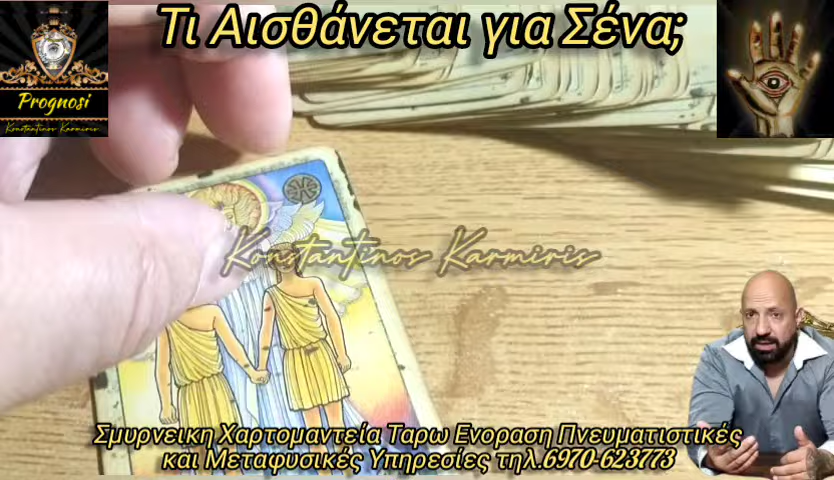 Τι Αισθάνεται για Σένα;
Prognosi
Konstantinos Karmiris
Konstantinos Karmiris
Σμυρνεικη Χαρτομαντεία Ταρω Ενοραση Πνευματιστικές
και Μεταφυσικές Υπηρεσίες τηλ.6970-623773